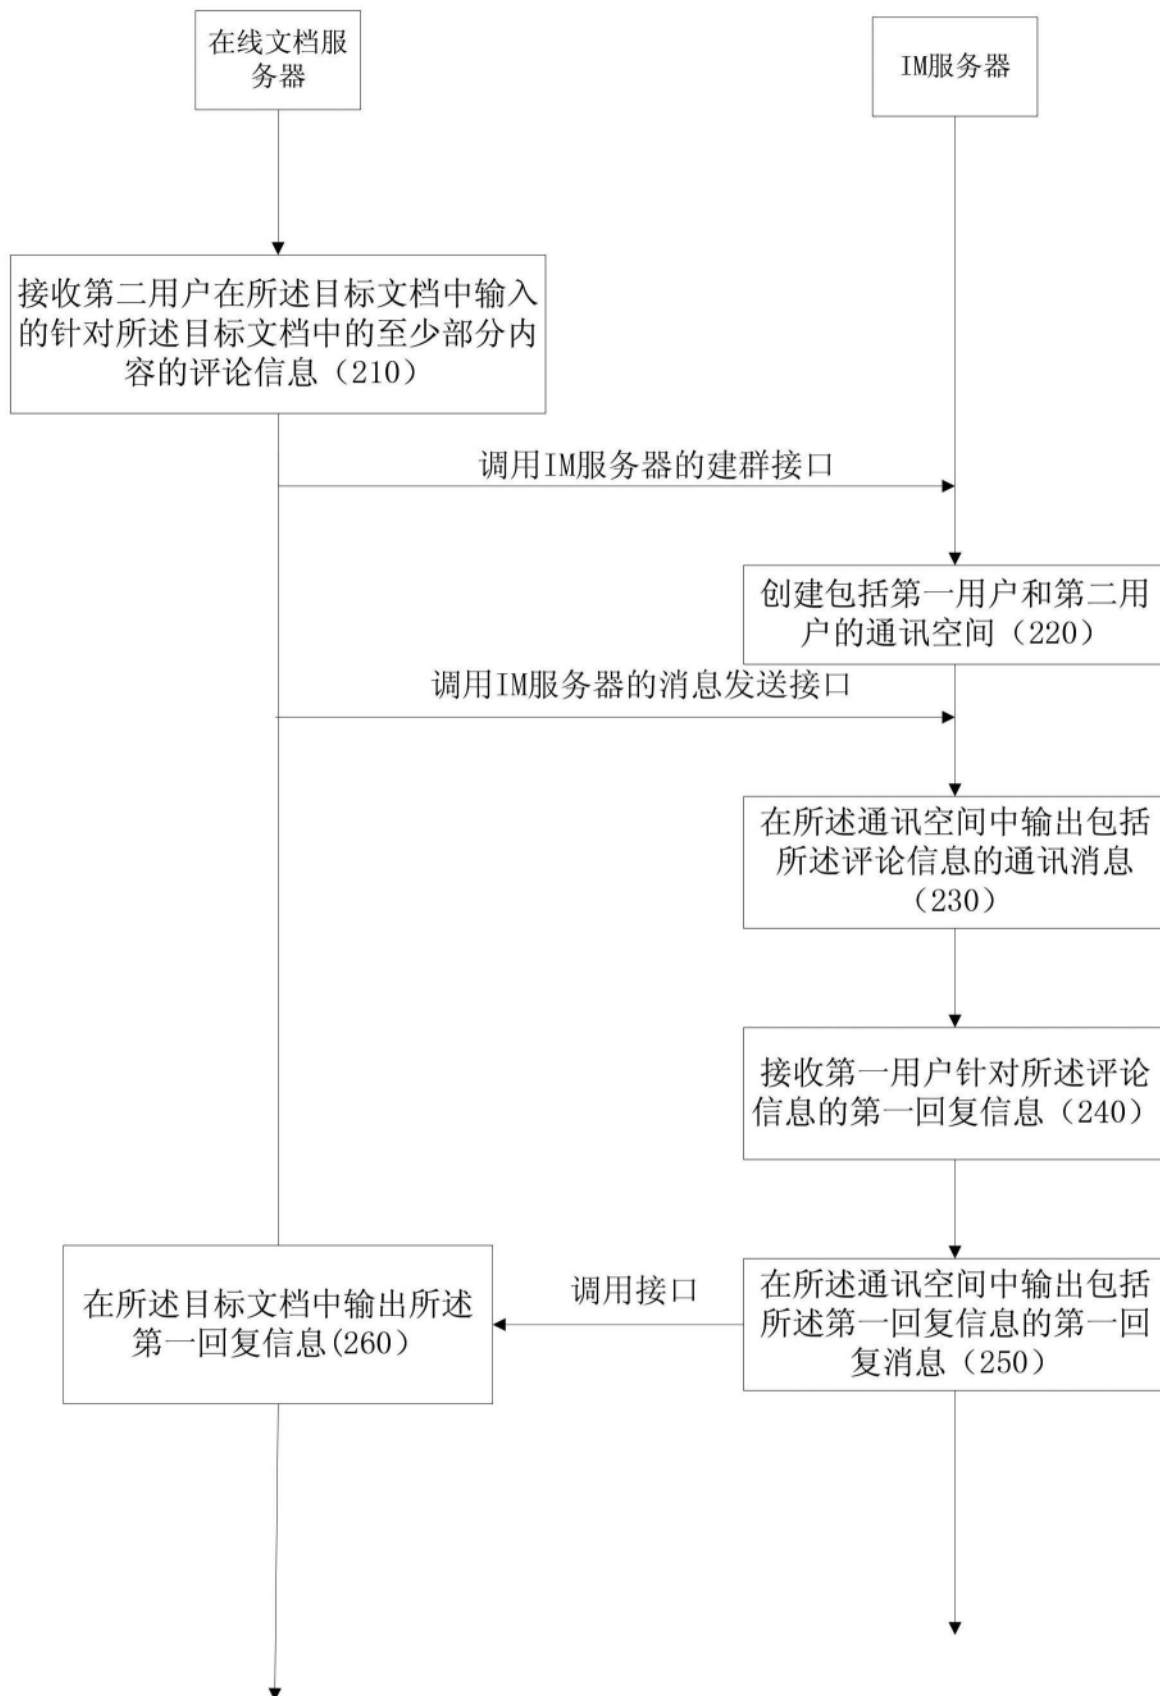 在线文档服
务器
IM服务器
接收第二用户在所述目标文档中输入
的针对所述目标文档中的至少部分内
容的评论信息（210）
调用IM服务器的建群接口
创建包括第一用户和第二用
户的通讯空间（220）
调用IM服务器的消息发送接口
在所述通讯空间中输出包括
所述评论信息的通讯消息
（230）
接收第一用户针对所述评论
信息的第一回复信息（240）
在所述目标文档中输出所述
第一回复信息(260）
调用接口
在所述通讯空间中输出包括
所述第一回复信息的第一回
复消息（250）